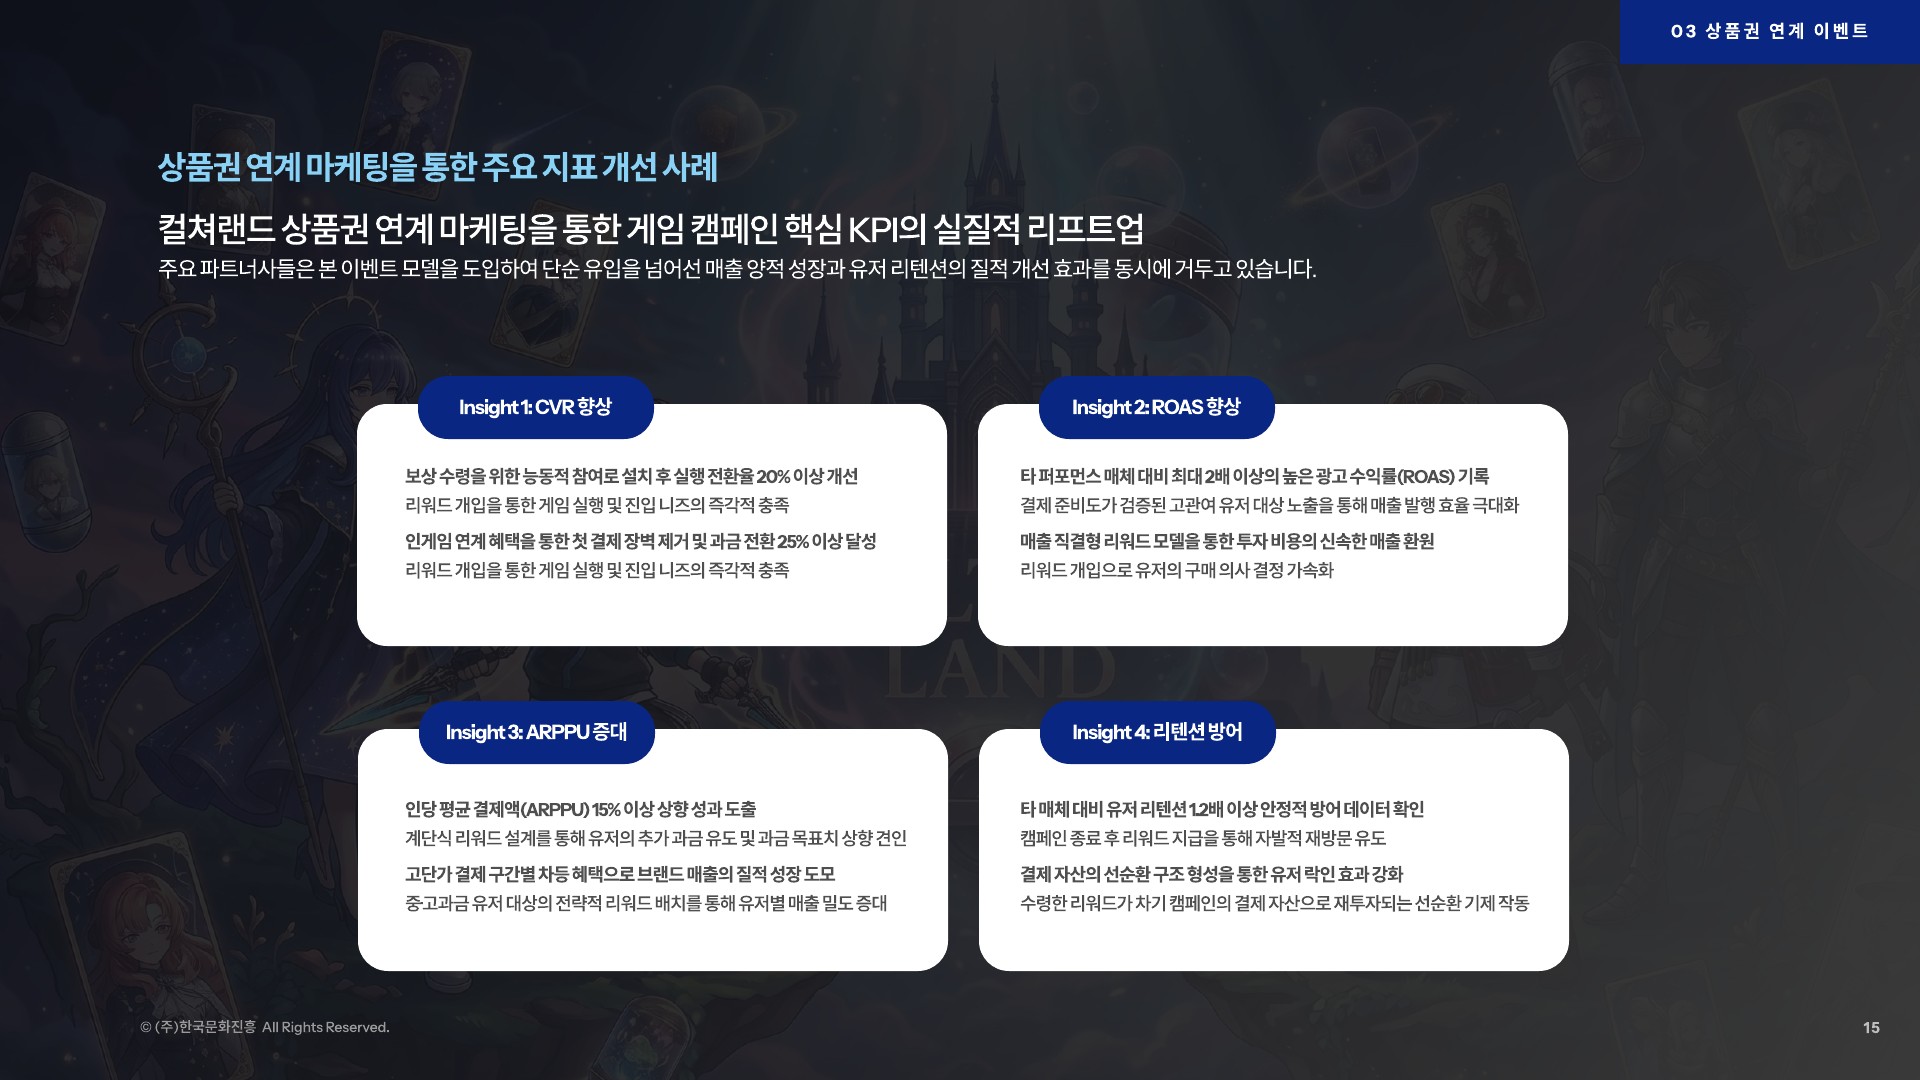 03 상품권 연계 이벤트
상품권 연계 마케팅을 통한 주요 지표 개선 사례
컬쳐랜드 상품권 연계 마케팅을 통한 게임 캠페인 핵심 KPI의 실질적 리프트업
주요 파트너사들은 본 이벤트 모델을 도입하여 단순 유입을 넘어선 매출 양적 성장과 유저 리텐션의 질적 개선 효과를 동시에 거두고 있습니다.
Insight 1: CVR 향상
보상 수령을 위한 능동적 참여로 설치 후 실행 전환율 20% 이상 개선
리워드 개입을 통한 게임 실행 및 진입 니즈의 즉각적 충족
인게임 연계 혜택을 통한 첫 결제 장벽 제거 및 과금 전환 25% 이상 달성
리워드 개입을 통한 게임 실행 및 진입 니즈의 즉각적 충족
Insight 2: ROAS 향상
타 퍼포먼스 매체 대비 최대 2배 이상의 높은 광고 수익률(ROAS) 기록
결제 준비도가 검증된 고관여 유저 대상 노출을 통해 매출 발행 효율 극대화
매출 직결형 리워드 모델을 통한 투자 비용의 신속한 매출 환원
리워드 개입으로 유저의 구매 의사 결정 가속화
LAND
Insight 3: ARPPU 증대
인당 평균 결제액(ARPPU) 15% 이상 상향 성과 도출
계단식 리워드 설계를 통해 유저의 추가 과금 유도 및 과금 목표치 상향 견인
고단가 결제 구간별 차등 혜택으로 브랜드 매출의 질적 성장 도모
중고과금 유저 대상의 전략적 리워드 배치를 통해 유저별 매출 밀도 증대
Insight 4: 리텐션 방어
타 매체 대비 유저 리텐션 1.2배 이상 안정적 방어 데이터 확인
캠페인 종료 후 리워드 지급을 통해 자발적 재방문 유도
결제 자산의 선순환 구조 형성을 통한 유저 락인 효과 강화
수령한 리워드가 차기 캠페인의 결제 자산으로 재투자되는 선순환 기제 작동
© (주)한국문화진흥 All Rights Reserved.
15